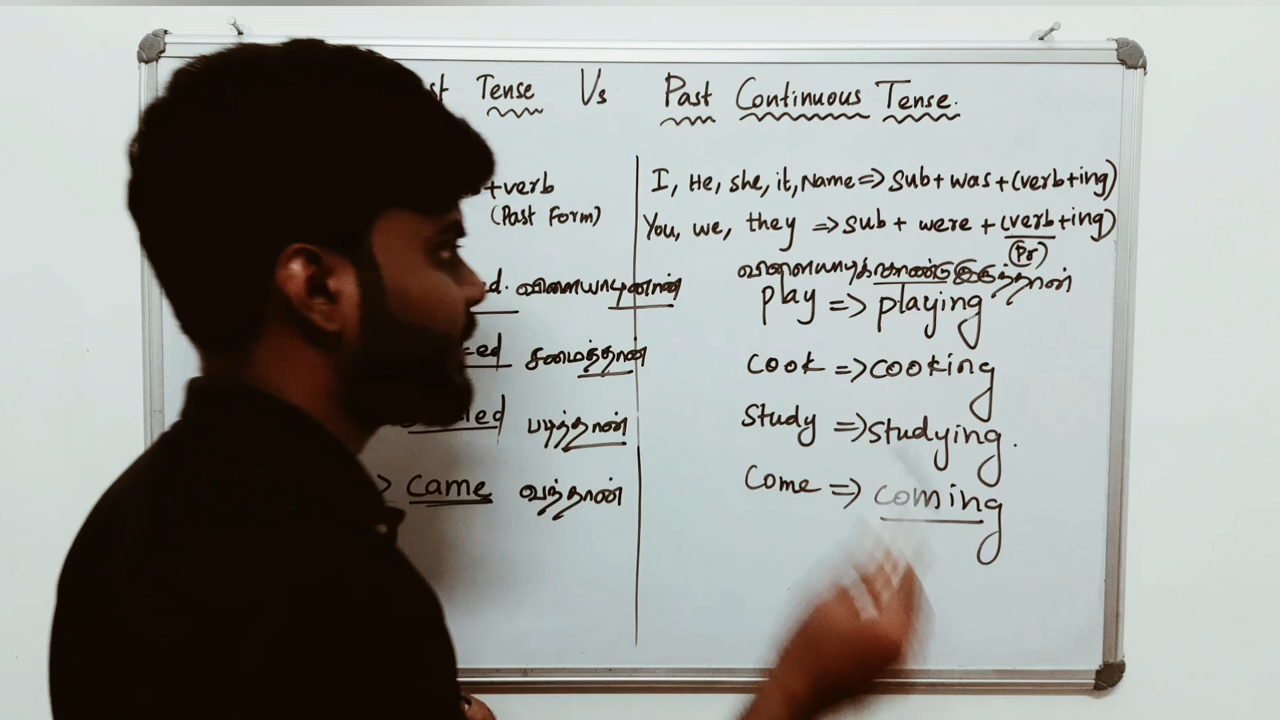 Tense Vs Past Continuous Tense.
+verb
(Past Form)
விளையாடினான்
சமைத்தான்
படித்தான்
came வந்தான்
I, He, she, it, Name => Sub + was + (verb+ing)
You, we, they => sub + were + (verb+ing)
(Pr)
play => playing
cook => cooking
Study => studying.
Come => coming